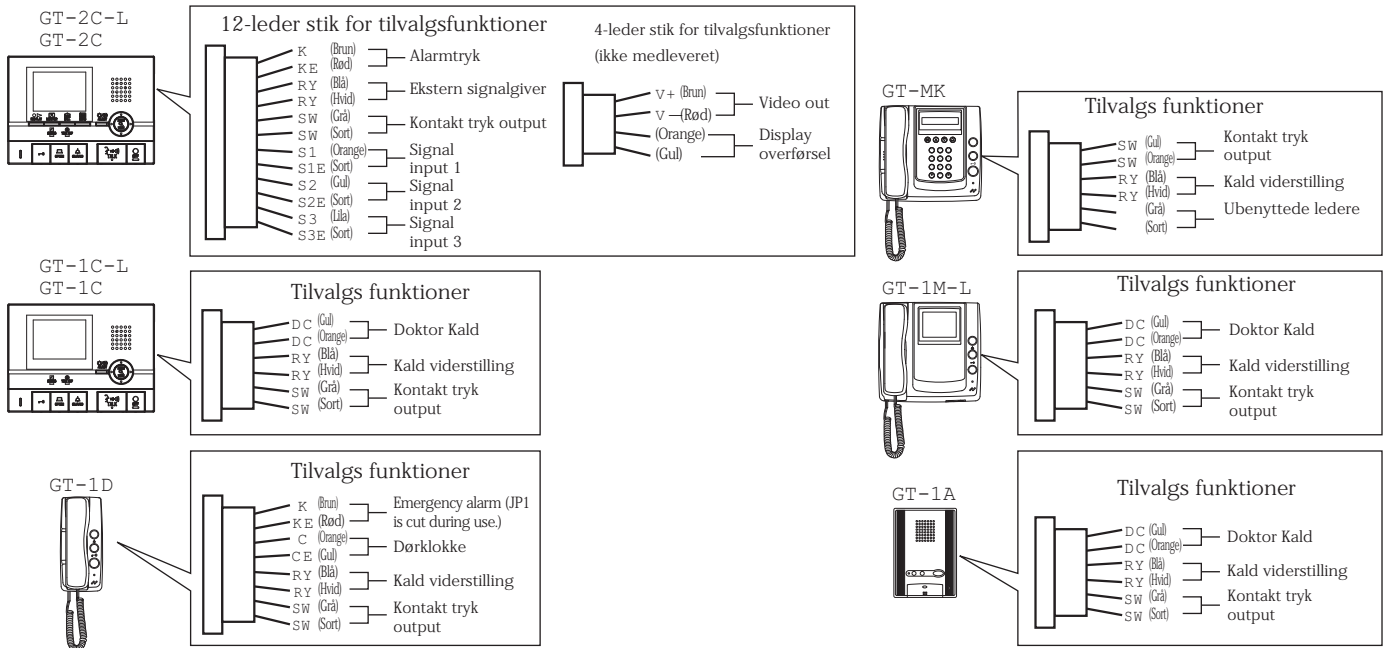 GT-2C-L
GT-2C
12-leder stik for tilvalgsfunktioner
K (Brun)
KE (Rød)
Alarmtryk
RY (Blå)
RY (Hvid)
Ekstern signalgiver
SW (Grå)
SW (Sort)
Kontakt tryk output
S1 (Orange)
S1E (Sort)
Signal
input 1
S2 (Gul)
S2E (Sort)
Signal
input 2
S3 (Lila)
S3E (Sort)
Signal
input 3
4-leder stik for tilvalgsfunktioner
(ikke medleveret)
V+ (Brun)
V —(Rød)
Video out
(Orange)
(Gul)
Display
overførsel
GT-MK
Tilvalgs funktioner
SW (Gul)
SW (Orange)
Kontakt tryk
output
RY (Blå)
RY (Hvid)
Kald viderstilling
(Grå)
(Sort)
Ubenyttede ledere
GT-1C-L
GT-1C
TALK
Tilvalgs funktioner
DC (Gul)
DC (Orange)
Doktor Kald
RY (Blå)
RY (Hvid)
Kald viderstilling
SW (Grå)
SW (Sort)
Kontakt tryk
output
GT-1M-L
Tilvalgs funktioner
DC (Gul)
DC (Orange)
Doktor Kald
RY (Blå)
RY (Hvid)
Kald viderstilling
SW (Grå)
SW (Sort)
Kontakt tryk
output
GT-1D
Tilvalgs funktioner
K (Brun)
KE (Rød)
Emergency alarm (JP1
is cut during use.)
C (Orange)
CE (Gul)
Dørklokke
RY (Blå)
RY (Hvid)
Kald viderstilling
SW (Grå)
SW (Sort)
Kontakt tryk
output
GT-1A
Tilvalgs funktioner
DC (Gul)
DC (Orange)
Doktor Kald
RY (Blå)
RY (Hvid)
Kald viderstilling
SW (Grå)
SW (Sort)
Kontakt tryk
output